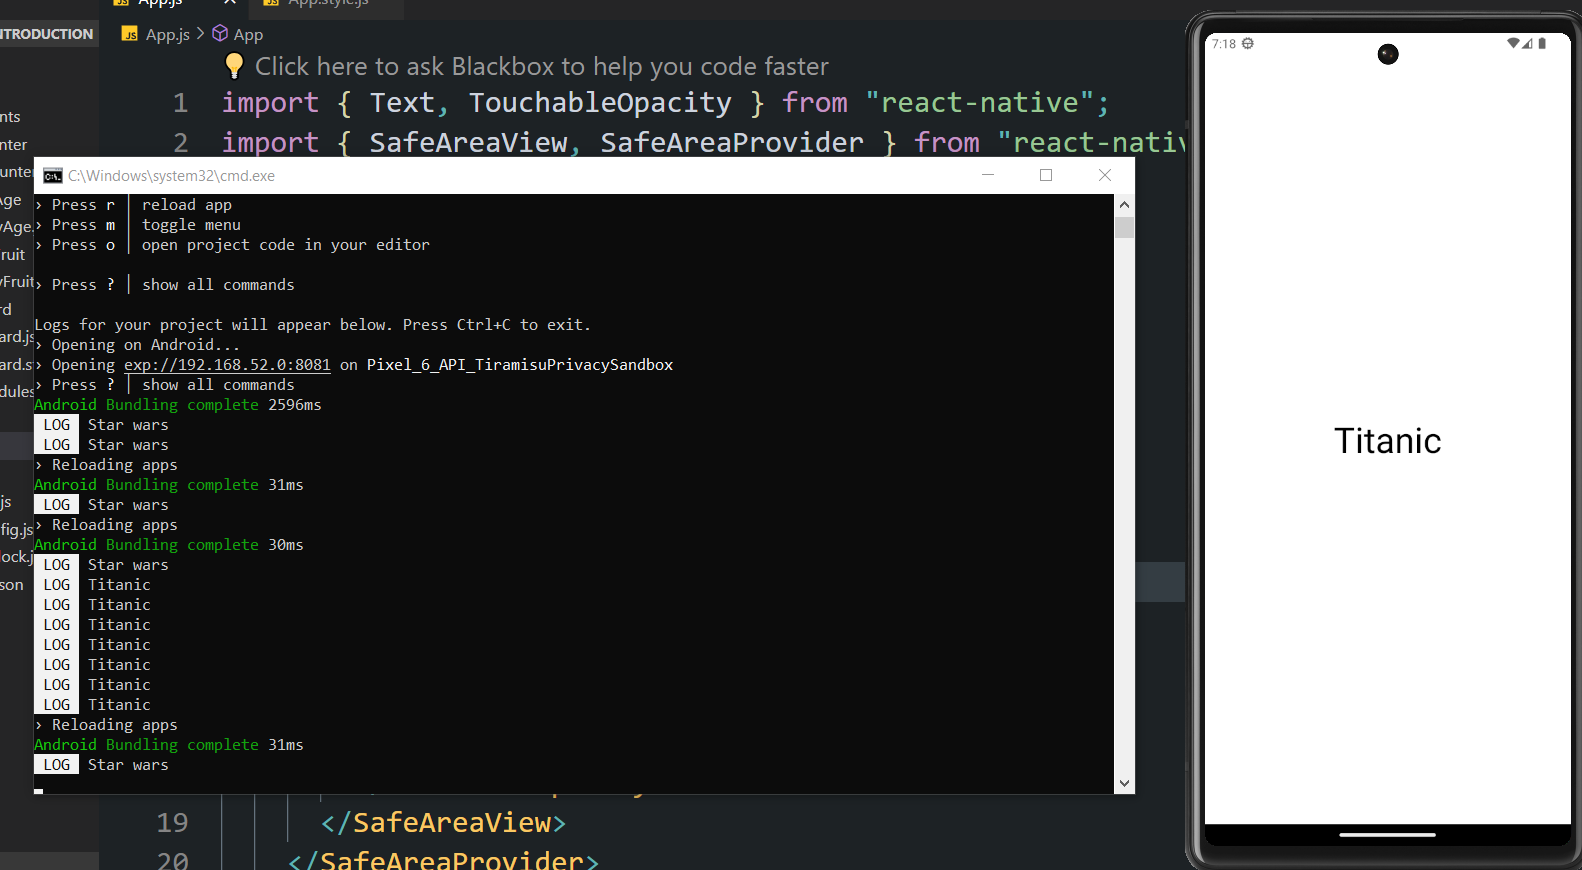 App.js
App.style.js
NTRODUCTION
JS App.js > App
Click here to ask Blackbox to help you code faster
1 import { Text, TouchableOpacity } from "react-native";
2 import { SafeAreaView, SafeAreaProvider } from "react-nativ
nts
nter
unter
Age
yAge.
ruit
yFruit
rd
ard.js
ard.s
dules
js
fig.js
lock.j
son
C:\Windows\system32\cmd.exe
› Press r │ reload app
› Press m │ toggle menu
› Press o │ open project code in your editor
› Press ? │ show all commands
Logs for your project will appear below. Press Ctrl+C to exit.
› Opening on Android...
› Opening exp://192.168.52.0:8081 on Pixel_6_API_TiramisuPrivacySandbox
› Press ? │ show all commands
Android Bundling complete 2596ms
LOG Star wars
LOG Star wars
› Reloading apps
Android Bundling complete 31ms
LOG Star wars
› Reloading apps
Android Bundling complete 30ms
LOG Star wars
LOG Titanic
LOG Titanic
LOG Titanic
LOG Titanic
LOG Titanic
LOG Titanic
LOG Titanic
› Reloading apps
Android Bundling complete 31ms
LOG Star wars
19 </SafeAreaView>
20 </SafeAreaProvider>
7:18
Titanic